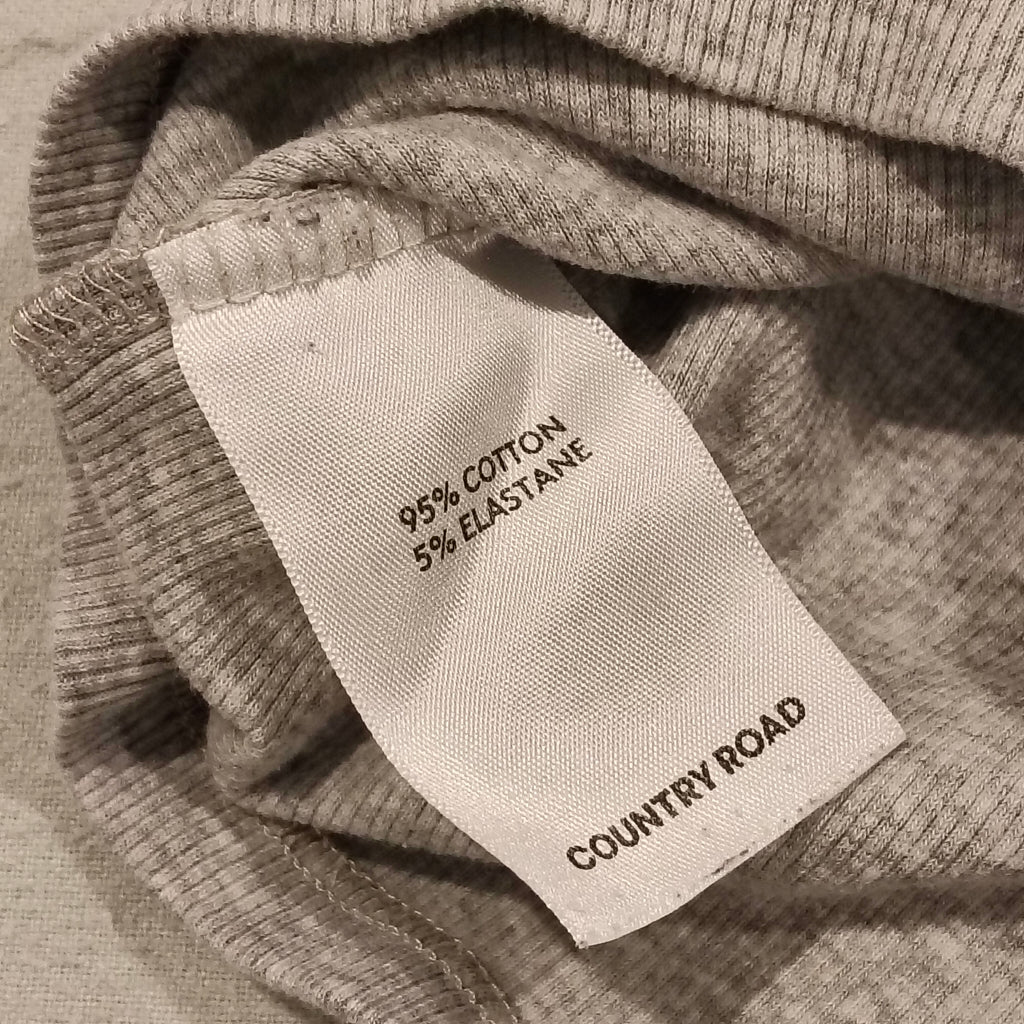 95% COTTON
5% ELASTANE
COUNTRY ROAD